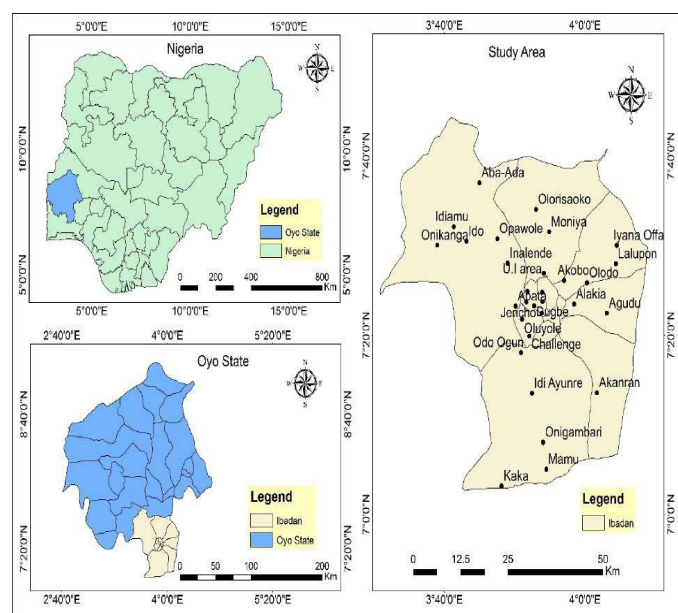 5°0'0"E 10°0'0"E 15°0'0"E
Nigeria
N
W E
S
10°0'0"N 10°0'0"N
5°0'0"N 5°0'0"N
Legend
Oyo State
Nigeria
0 200 400 800
Km
5°0'0"E 10°0'0"E 15°0'0"E
2°40'0"E 4°0'0"E 5°20'0"E
Oyo State
N
W E
S
8°40'0"N 8°40'0"N
7°20'0"N 7°20'0"N
Legend
Ibadan
Oyo State
0 50 100 200
Km
2°40'0"E 4°0'0"E 5°20'0"E
3°40'0"E 4°0'0"E
Study Area
N
W E
S
7°40'0"N 7°40'0"N
7°20'0"N 7°20'0"N
7°0'0"N 7°0'0"N
Aba-Ada
Olorisaoko
Idiamu
Moniya
Onikanga Ido Opawole
Iyana Offa
Inalende
Lalupon
U.I area
Akobo Olodo
Apata
Alakia Agudu
Jericho Dugbe
Oluyole
Odo Ogun Challenge
Idi Ayunre Akanran
Onigambari
Mamu
Kaka
Legend
Ibadan
0 12.5 25 50
Km
3°40'0"E 4°0'0"E